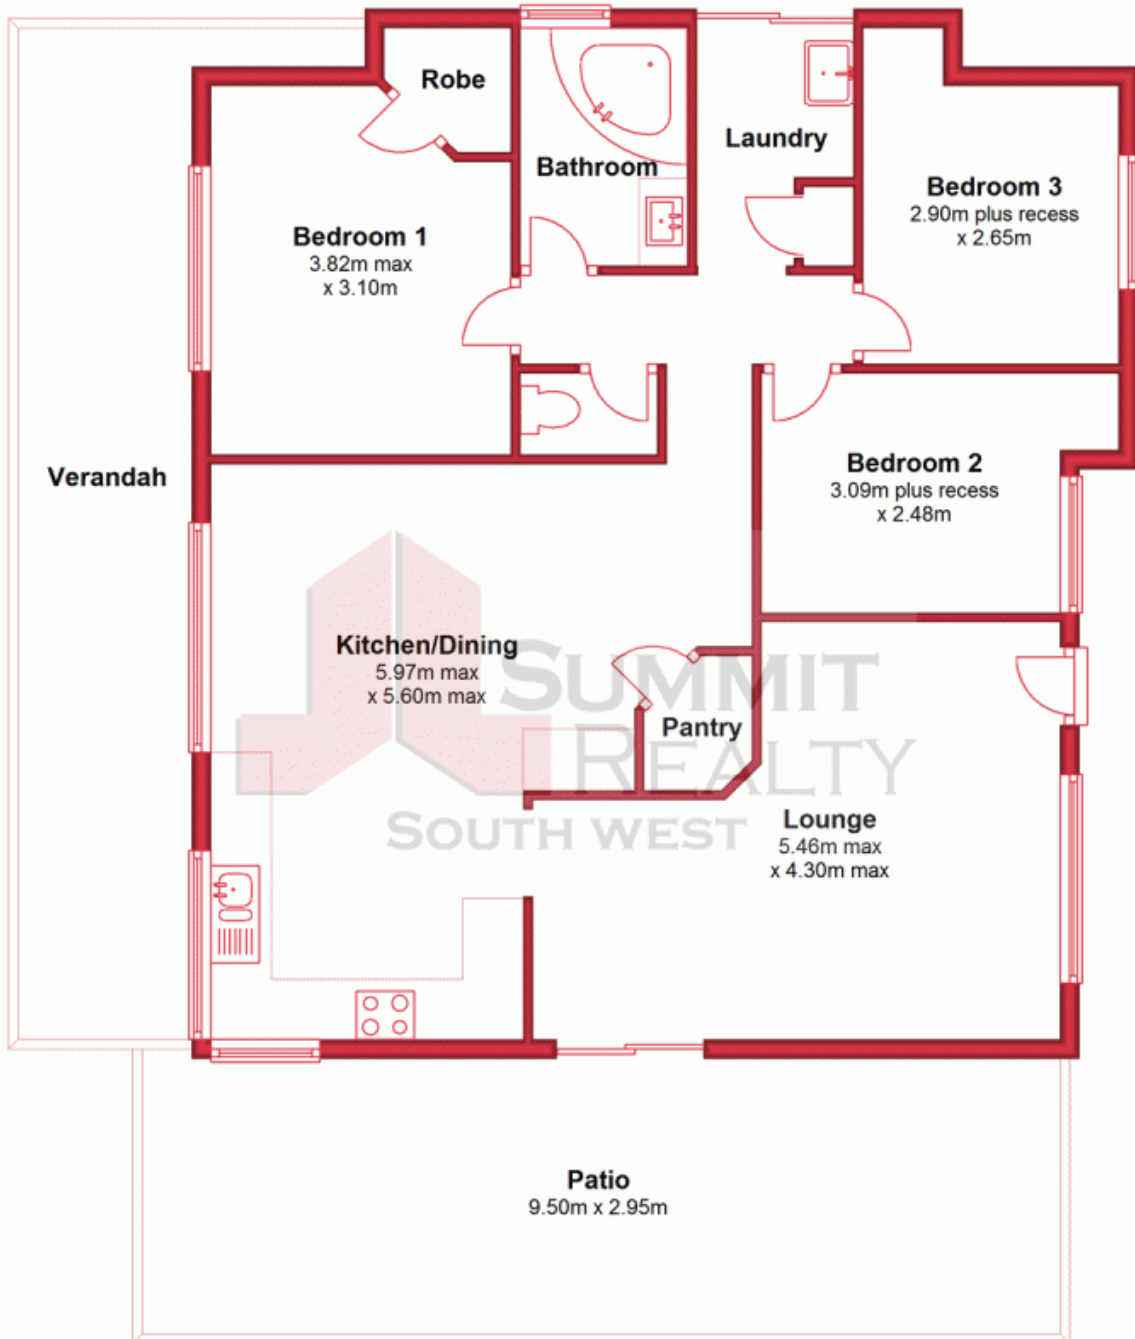 Robe
Bathroom
Laundry
Bedroom 1
3.82m max
x 3.10m
Bedroom 3
2.90m plus recess
x 2.65m
Verandah
Bedroom 2
3.09m plus recess
x 2.48m
Kitchen/Dining
5.97m max
x 5.60m max
Pantry
SUMMIT
REALTY
SOUTH WEST
Lounge
5.46m max
x 4.30m max
Patio
9.50m x 2.95m